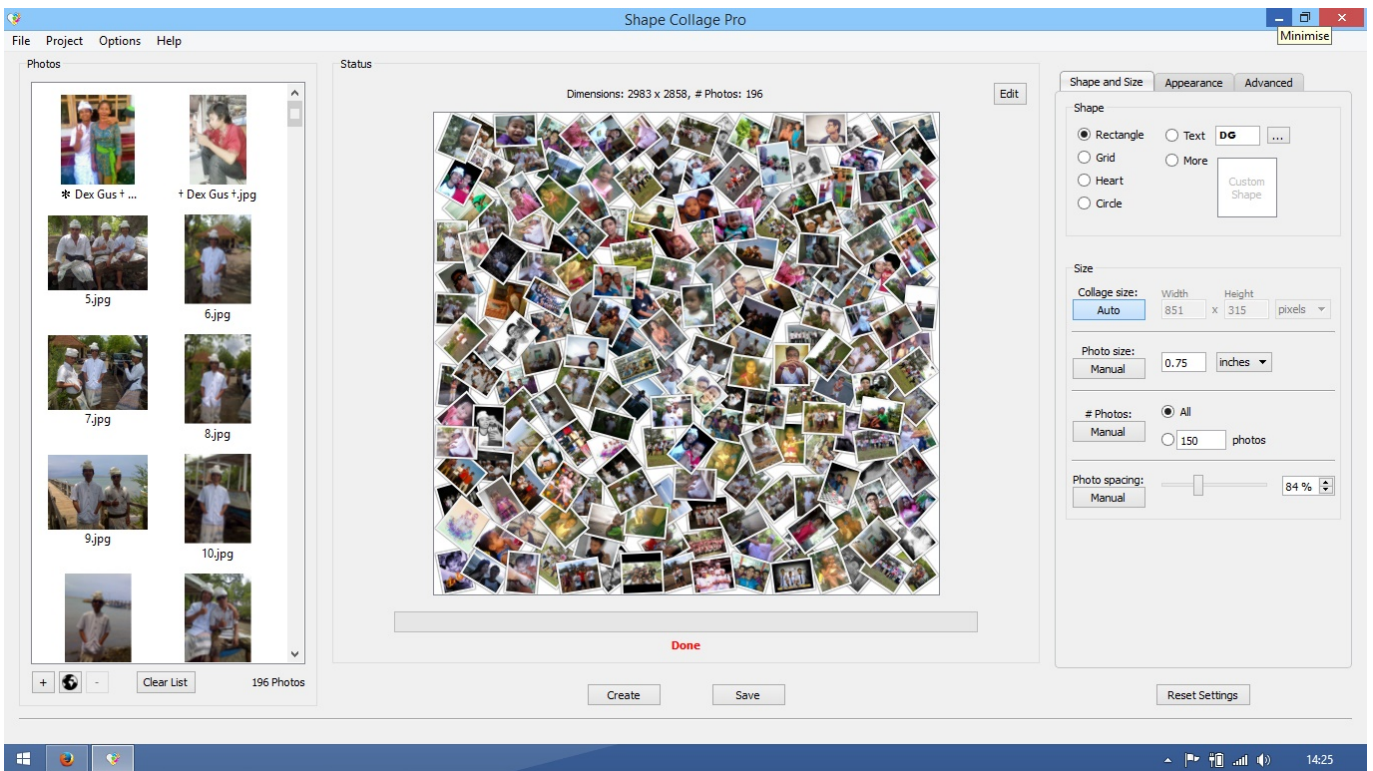 Shape Collage Pro
Minimise
File Project Options Help
Photos
✻ Dex Gus † ...
† Dex Gus †.jpg
5.jpg
6.jpg
7.jpg
8.jpg
9.jpg
10.jpg
+ - Clear List 196 Photos
Status
Dimensions: 2983 x 2858, # Photos: 196
Edit
Done
Create Save
Shape and Size Appearance Advanced
Shape
Rectangle Text DG ...
Grid More
Heart
Circle
Custom
Shape
Size
Collage size: Width Height
Auto 851 x 315 pixels
Photo size:
Manual 0.75 inches
# Photos: All
Manual 150 photos
Photo spacing:
Manual 84 %
Reset Settings
14:25